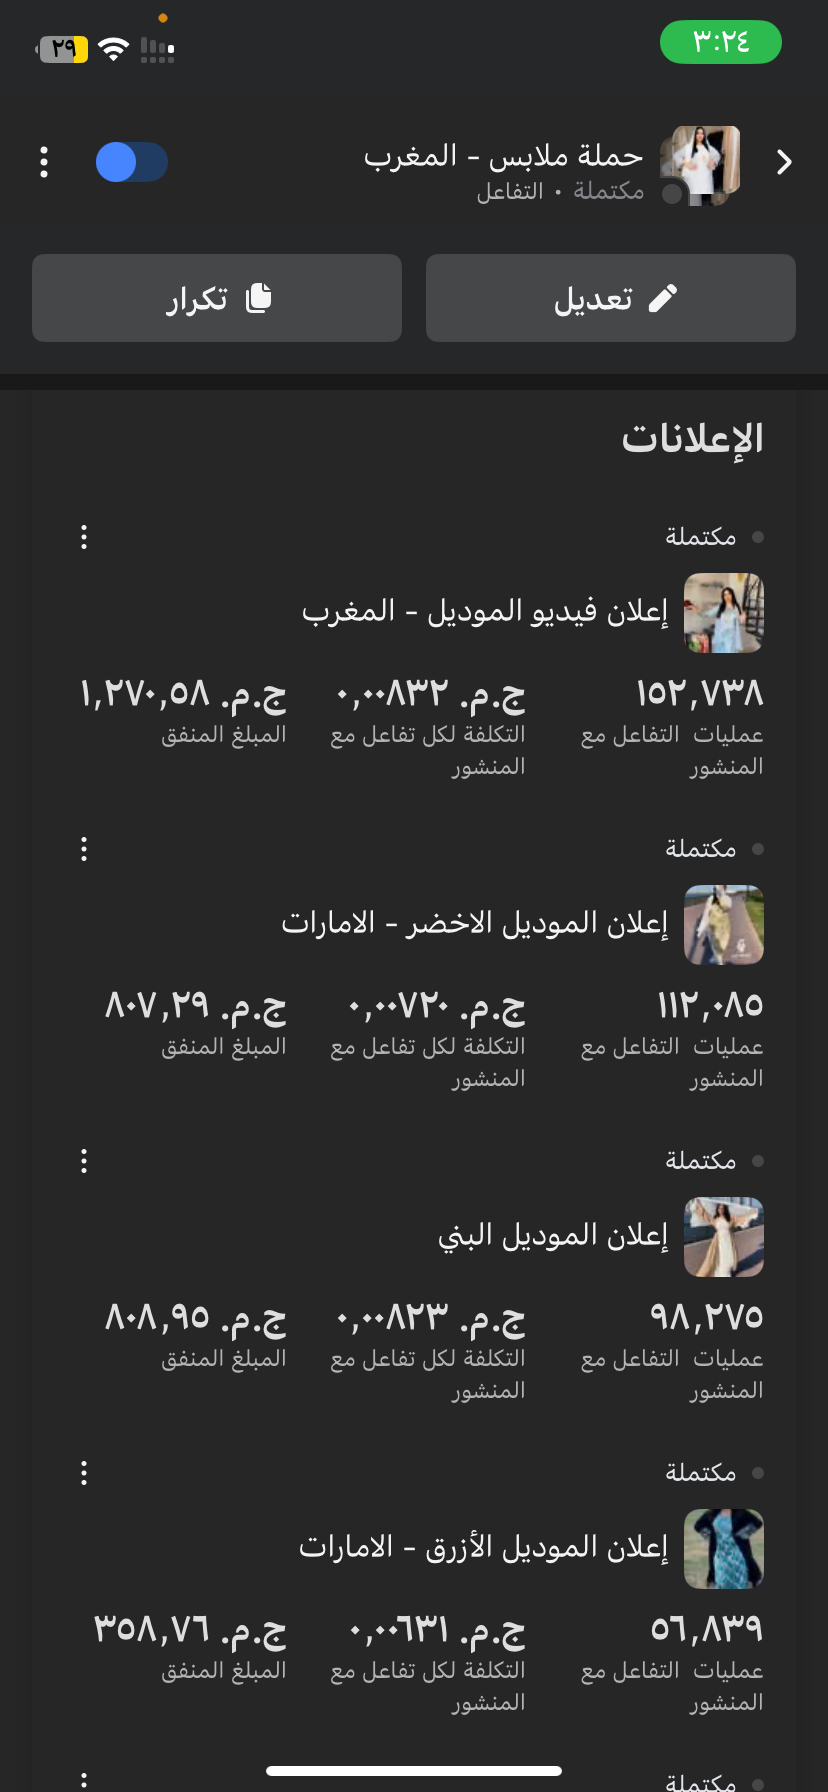 ٣:٢٤
٢٩
حملة ملابس - المغرب
مكتملة • التفاعل
تعديل
تكرار
الإعلانات
مكتملة
إعلان فيديو الموديل - المغرب
١٥٢,٧٣٨ ج.م. ٠,٠٠٨٣٢ ج.م. ١,٢٧٠,٥٨
عمليات التفاعل مع التكلفة لكل تفاعل مع المبلغ المنفق
المنشور المنشور
مكتملة
إعلان الموديل الاخضر - الامارات
١١٢,٠٨٥ ج.م. ٠,٠٠٧٢٠ ج.م. ٨٠٧,٢٩
عمليات التفاعل مع التكلفة لكل تفاعل مع المبلغ المنفق
المنشور المنشور
مكتملة
إعلان الموديل البني
٩٨,٢٧٥ ج.م. ٠,٠٠٨٢٣ ج.م. ٨٠٨,٩٥
عمليات التفاعل مع التكلفة لكل تفاعل مع المبلغ المنفق
المنشور المنشور
مكتملة
إعلان الموديل الأزرق - الامارات
٥٦,٨٣٩ ج.م. ٠,٠٠٦٣١ ج.م. ٣٥٨,٧٦
عمليات التفاعل مع التكلفة لكل تفاعل مع المبلغ المنفق
المنشور المنشور
مكتملة